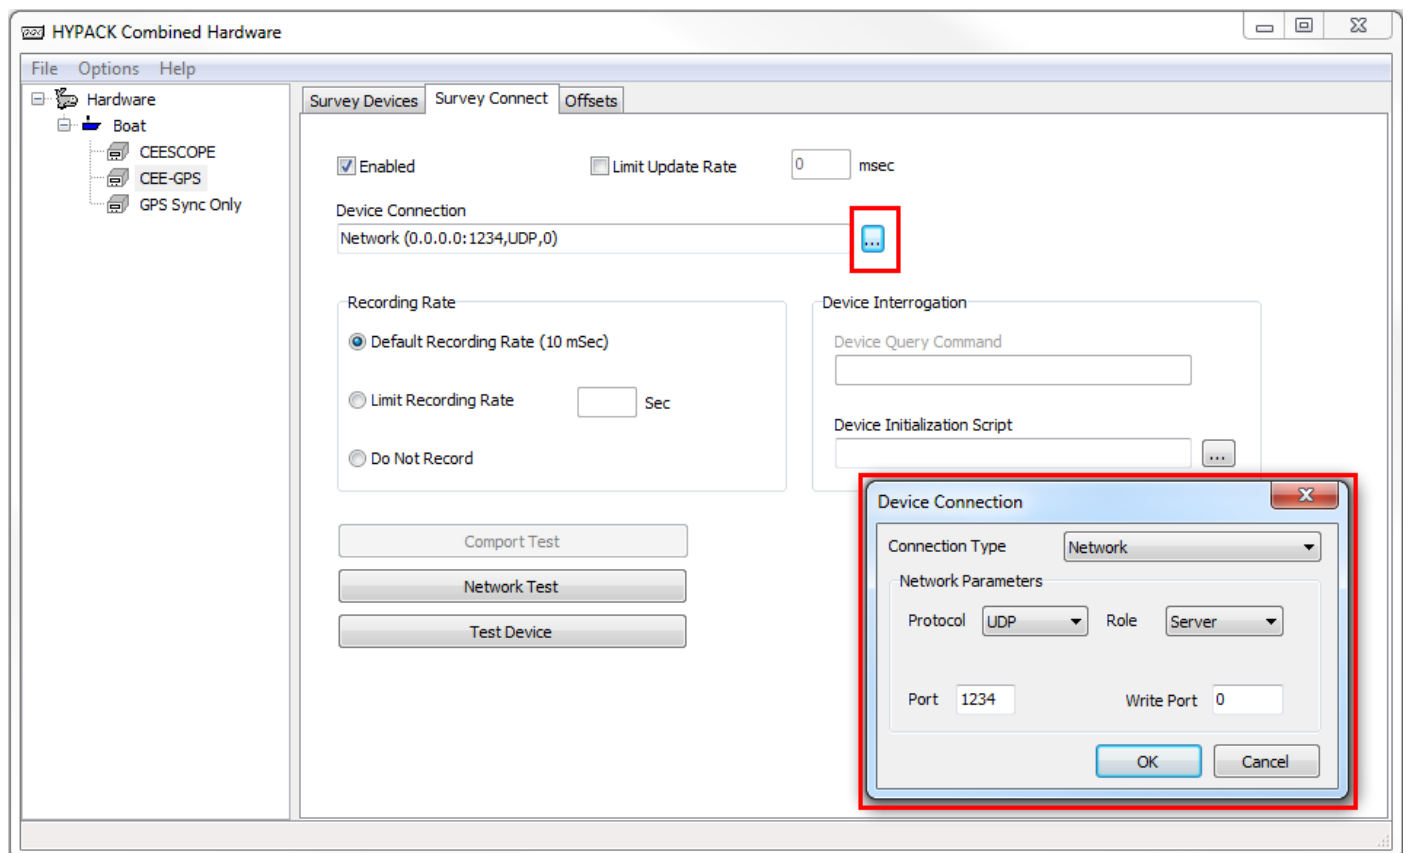 HYPACK Combined Hardware
File Options Help
Hardware
Boat
CEESCOPE
CEE-GPS
GPS Sync Only
Survey Devices Survey Connect Offsets
Enabled Limit Update Rate 0 msec
Device Connection
Network (0.0.0.0:1234,UDP,0) ...
Recording Rate
Default Recording Rate (10 mSec)
Limit Recording Rate Sec
Do Not Record
Device Interrogation
Device Query Command
Device Initialization Script
...
Comport Test
Network Test
Test Device
Device Connection
Connection Type Network
Network Parameters
Protocol UDP Role Server
Port 1234 Write Port 0
OK Cancel